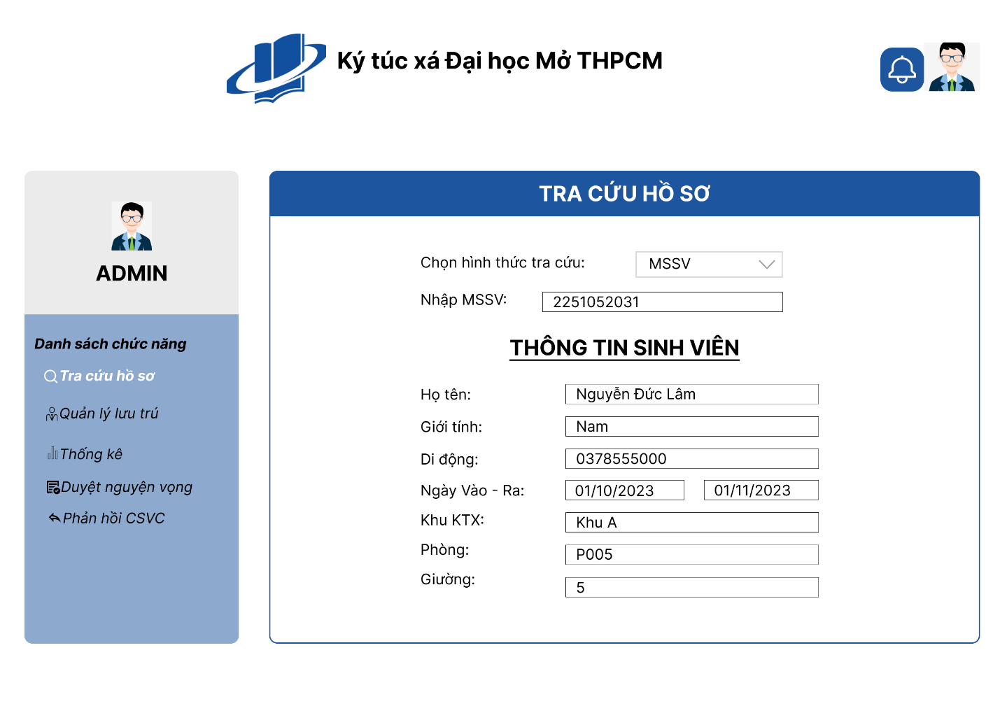 Ký túc xá Đại học Mở THPCM
ADMIN
Danh sách chức năng
Tra cứu hồ sơ
Quản lý lưu trú
Thống kê
Duyệt nguyện vọng
Phản hồi CSVC
TRA CỨU HỒ SƠ
Chọn hình thức tra cứu: MSSV
Nhập MSSV: 2251052031
THÔNG TIN SINH VIÊN
Họ tên: Nguyễn Đức Lâm
Giới tính: Nam
Di động: 0378555000
Ngày Vào - Ra: 01/10/2023 01/11/2023
Khu KTX: Khu A
Phòng: P005
Giường: 5